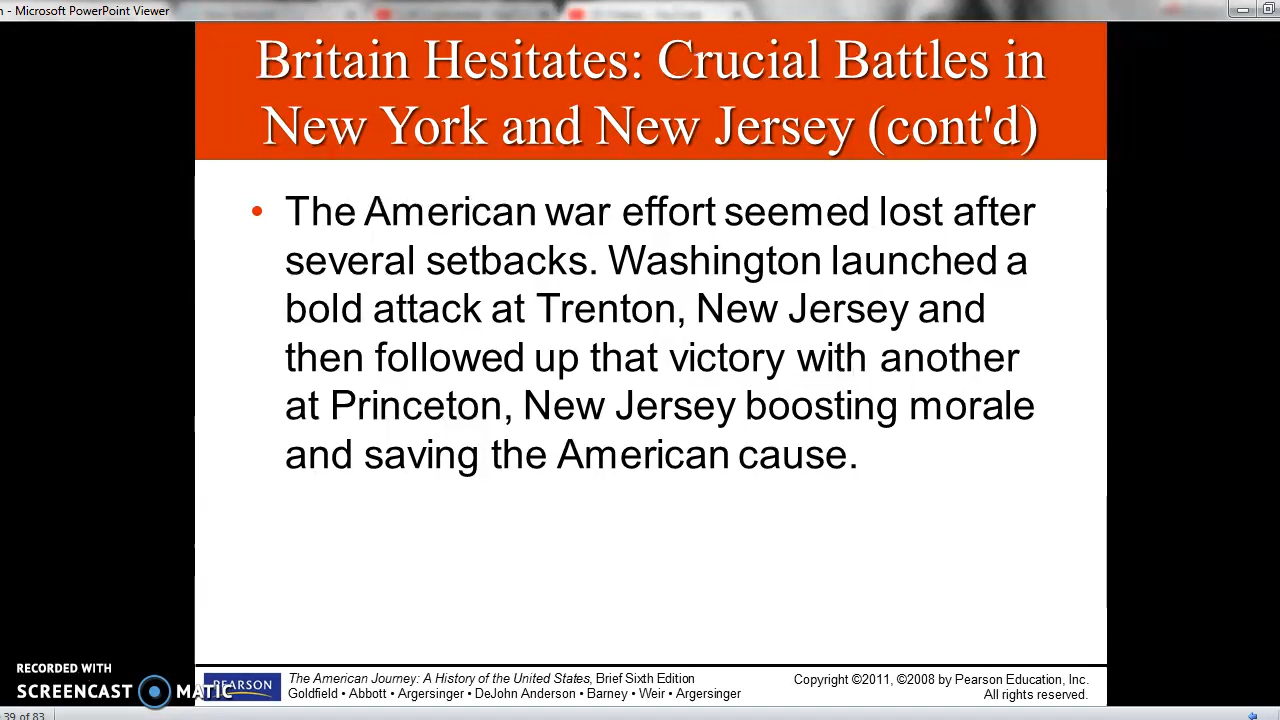 - Microsoft PowerPoint Viewer
Britain Hesitates: Crucial Battles in
New York and New Jersey (cont'd)
• The American war effort seemed lost after
several setbacks. Washington launched a
bold attack at Trenton, New Jersey and
then followed up that victory with another
at Princeton, New Jersey boosting morale
and saving the American cause.
RECORDED WITH
SCREENCAST MATIC
PEARSON
The American Journey: A History of the United States, Brief Sixth Edition
Goldfield • Abbott • Argersinger • DeJohn Anderson • Barney • Weir • Argersinger
Copyright ©2011, ©2008 by Pearson Education, Inc.
All rights reserved.
39 of 83